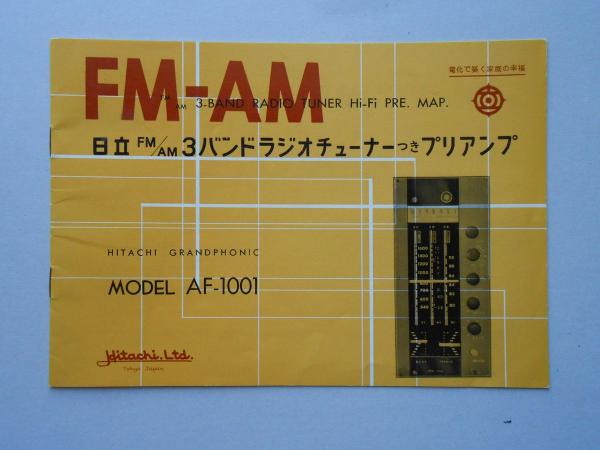 FM-AM
電化で築く家庭の幸福
FM AM 3-BAND RADIO TUNER Hi-Fi PRE. MAP.
日立 FM/AM 3バンドラジオチューナーつきプリアンプ
HITACHI GRANDPHONIC
MODEL AF-1001
Hitachi, Ltd.
Tokyo Japan